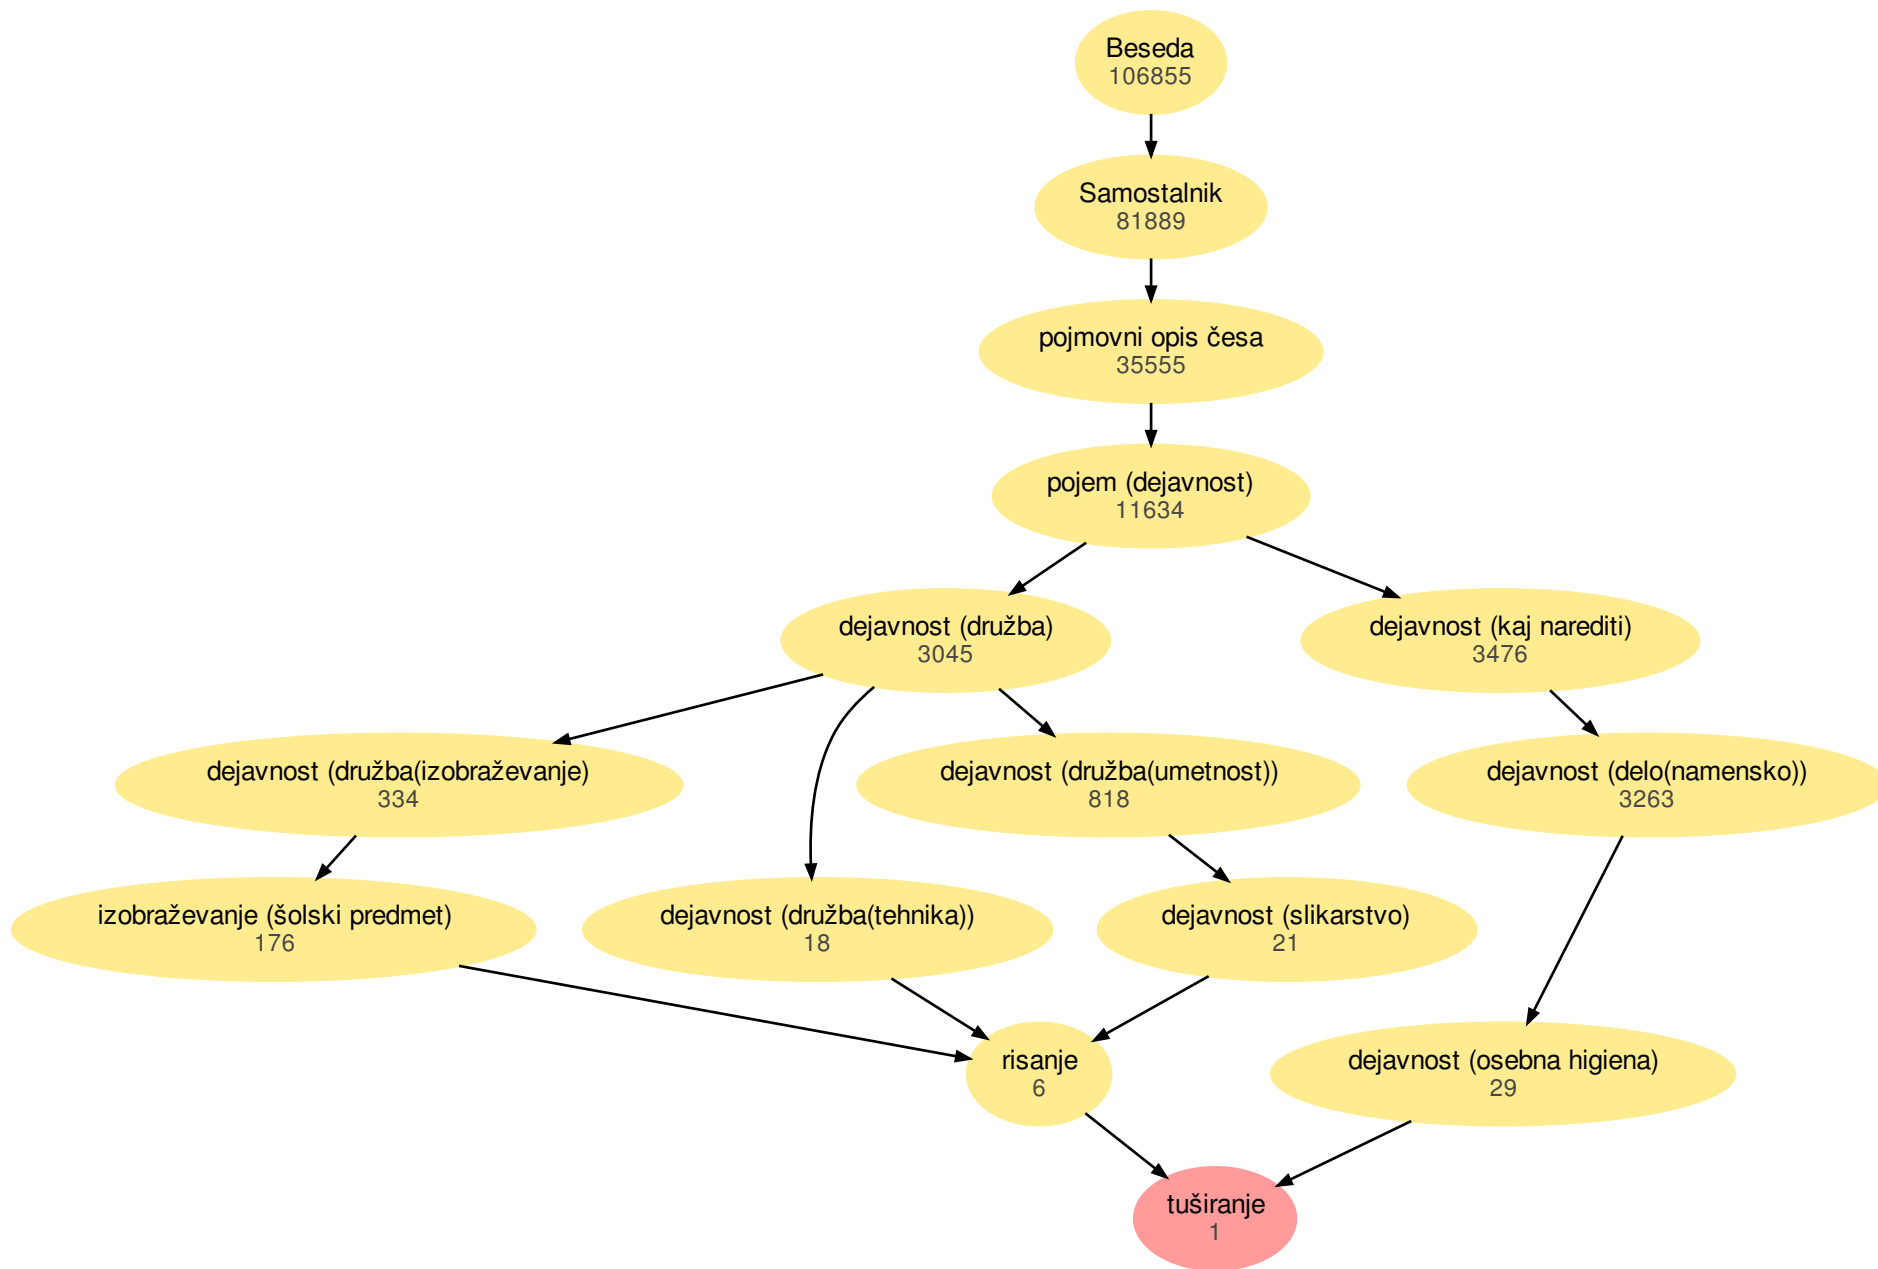 Beseda
106855
Samostalnik
81889
pojmovni opis česa
35555
pojem (dejavnost)
11634
dejavnost (družba)
3045
dejavnost (kaj narediti)
3476
dejavnost (družba(izobraževanje)
334
dejavnost (družba(umetnost))
818
dejavnost (delo(namensko))
3263
izobraževanje (šolski predmet)
176
dejavnost (družba(tehnika))
18
dejavnost (slikarstvo)
21
risanje
6
dejavnost (osebna higiena)
29
tuširanje
1